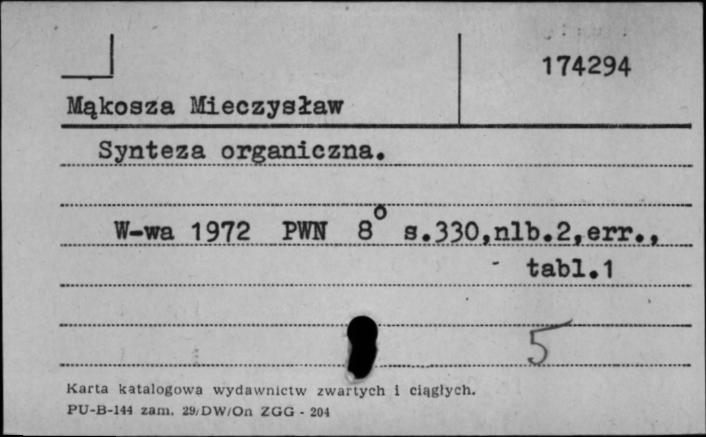 174294
Mąkosza Mieczysław
Synteza organiczna.
W-wa 1972 PWN 8° s.330,nlb.2,err.,
tabl.1
5
Karta katalogowa wydawnictw zwartych i ciągłych.
PU-B-144 zam. 29/DW/On ZGG - 204